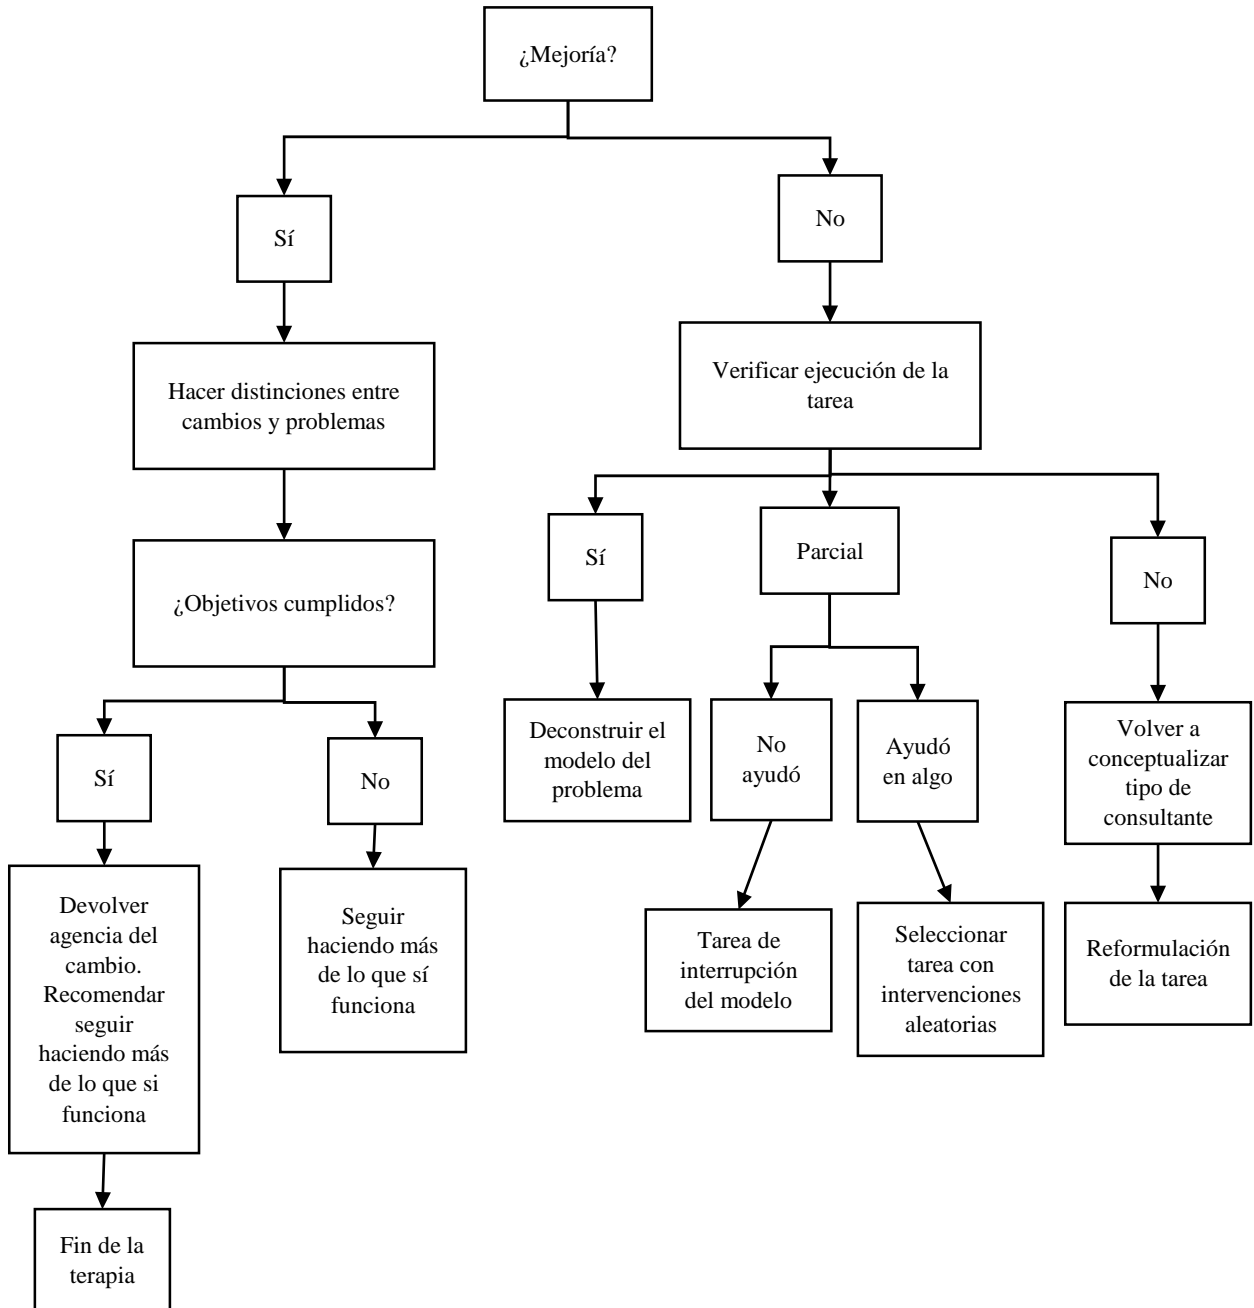 ¿Mejoría?
Sí
No
Hacer distinciones entre
cambios y problemas
Verificar ejecución de la
tarea
¿Objetivos cumplidos?
Sí
Parcial
No
Sí
No
Deconstruir el
modelo del
problema
No
ayudó
Ayudó
en algo
Volver a
conceptualizar
tipo de
consultante
Devolver
agencia del
cambio.
Recomendar
seguir
haciendo más
de lo que si
funciona
Seguir
haciendo más
de lo que sí
funciona
Tarea de
interrupción
del modelo
Seleccionar
tarea con
intervenciones
aleatorias
Reformulación
de la tarea
Fin de la
terapia